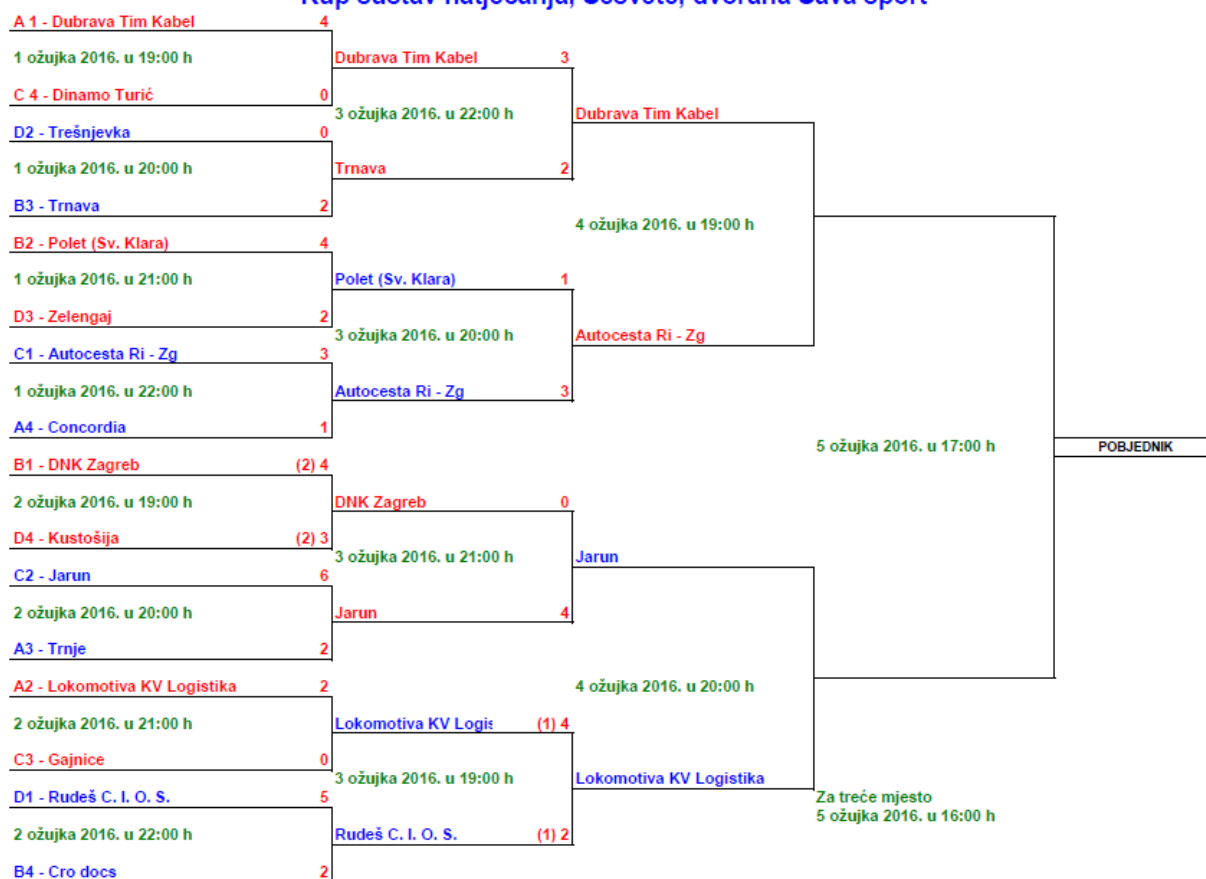 Kup sustav natjecanja, Sesvete, dvorana Sava sport
A 1 - Dubrava Tim Kabel 4
1 ožujka 2016. u 19:00 h
C 4 - Dinamo Turić 0
D2 - Trešnjevka 0
1 ožujka 2016. u 20:00 h
B3 - Trnava 2
B2 - Polet (Sv. Klara) 4
1 ožujka 2016. u 21:00 h
D3 - Zelengaj 2
C1 - Autocesta Ri - Zg 3
1 ožujka 2016. u 22:00 h
A4 - Concordia 1
B1 - DNK Zagreb (2) 4
2 ožujka 2016. u 19:00 h
D4 - Kustošija (2) 3
C2 - Jarun 6
2 ožujka 2016. u 20:00 h
A3 - Trnje 2
A2 - Lokomotiva KV Logistika 2
2 ožujka 2016. u 21:00 h
C3 - Gajnice 0
D1 - Rudeš C. I. O. S. 5
2 ožujka 2016. u 22:00 h
B4 - Cro docs 2
Dubrava Tim Kabel 3
3 ožujka 2016. u 22:00 h
Trnava 2
Polet (Sv. Klara) 1
3 ožujka 2016. u 20:00 h
Autocesta Ri - Zg 3
DNK Zagreb 0
3 ožujka 2016. u 21:00 h
Jarun 4
Lokomotiva KV Logis (1) 4
3 ožujka 2016. u 19:00 h
Rudeš C. I. O. S. (1) 2
Dubrava Tim Kabel
4 ožujka 2016. u 19:00 h
Autocesta Ri - Zg
Jarun
4 ožujka 2016. u 20:00 h
Lokomotiva KV Logistika
5 ožujka 2016. u 17:00 h
Za treće mjesto
5 ožujka 2016. u 16:00 h
POBJEDNIK